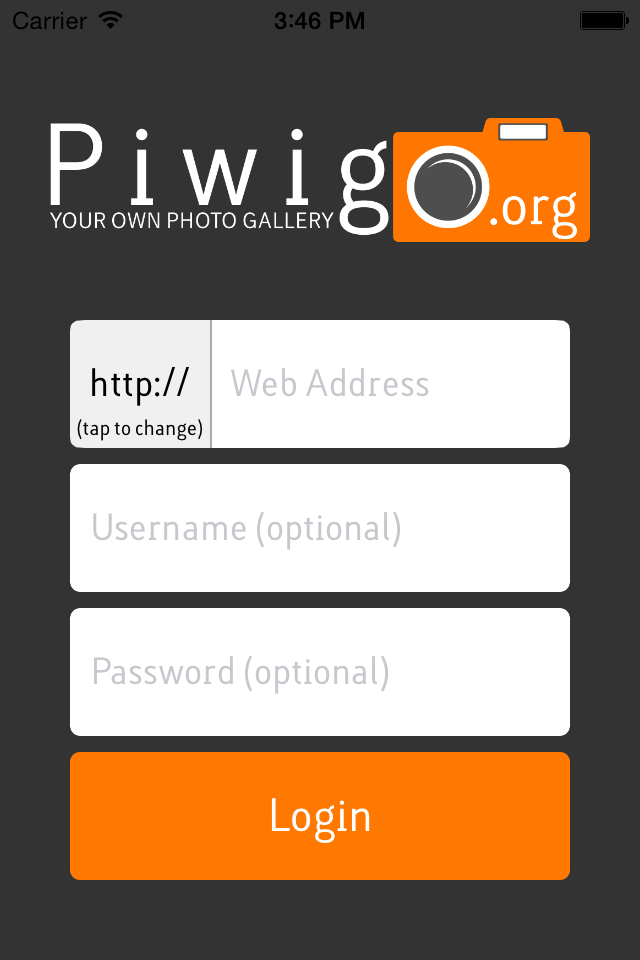 Carrier 3:46 PM
Piwigo.org
YOUR OWN PHOTO GALLERY
http:// Web Address
(tap to change)
Username (optional)
Password (optional)
Login